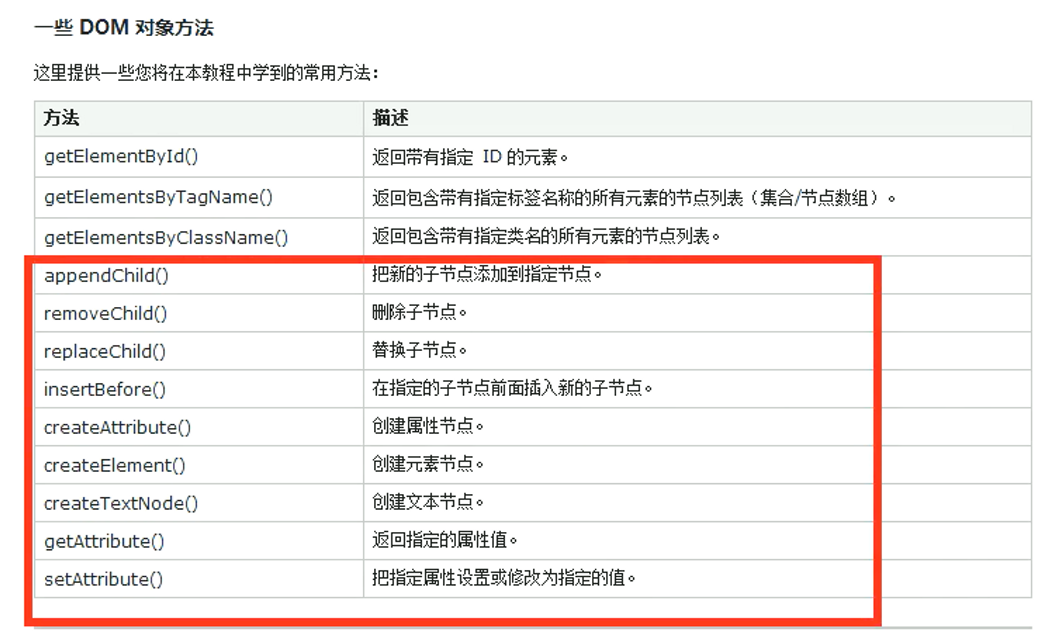 一些 DOM 对象方法
这里提供一些您将在本教程中学到的常用方法：
方法 描述
getElementById() 返回带有指定 ID 的元素。
getElementsByTagName() 返回包含带有指定标签名称的所有元素的节点列表（集合/节点数组）。
getElementsByClassName() 返回包含带有指定类名的所有元素的节点列表。
appendChild() 把新的子节点添加到指定节点。
removeChild() 删除子节点。
replaceChild() 替换子节点。
insertBefore() 在指定的子节点前面插入新的子节点。
createAttribute() 创建属性节点。
createElement() 创建元素节点。
createTextNode() 创建文本节点。
getAttribute() 返回指定的属性值。
setAttribute() 把指定属性设置或修改为指定的值。